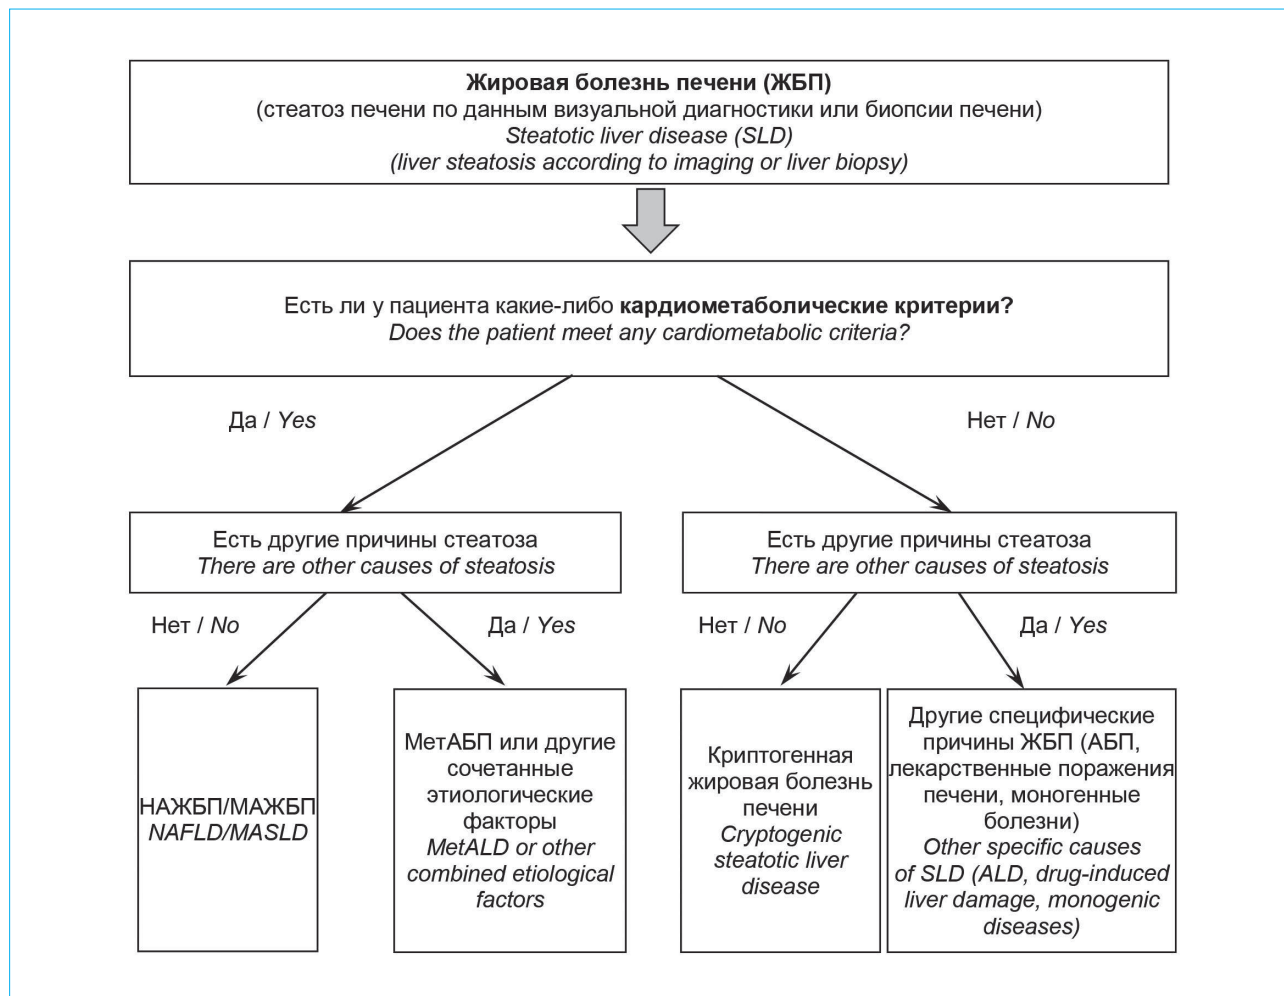 Жировая болезнь печени (ЖБП)
(стеатоз печени по данным визуальной диагностики или биопсии печени)
Steatotic liver disease (SLD)
(liver steatosis according to imaging or liver biopsy)
Есть ли у пациента какие-либо кардиометаболические критерии?
Does the patient meet any cardiometabolic criteria?
Да / Yes
Нет / No
Есть другие причины стеатоза
There are other causes of steatosis
Есть другие причины стеатоза
There are other causes of steatosis
Нет / No
Да / Yes
Нет / No
Да / Yes
НАЖБП/МАЖБП
NAFLD/MASLD
МетАБП или другие
сочетанные
этиологические
факторы
MetALD or other
combined etiological
factors
Криптогенная
жировая болезнь
печени
Cryptogenic
steatotic liver
disease
Другие специфические
причины ЖБП (АБП,
лекарственные поражения
печени, моногенные
болезни)
Other specific causes
of SLD (ALD, drug-induced
liver damage, monogenic
diseases)